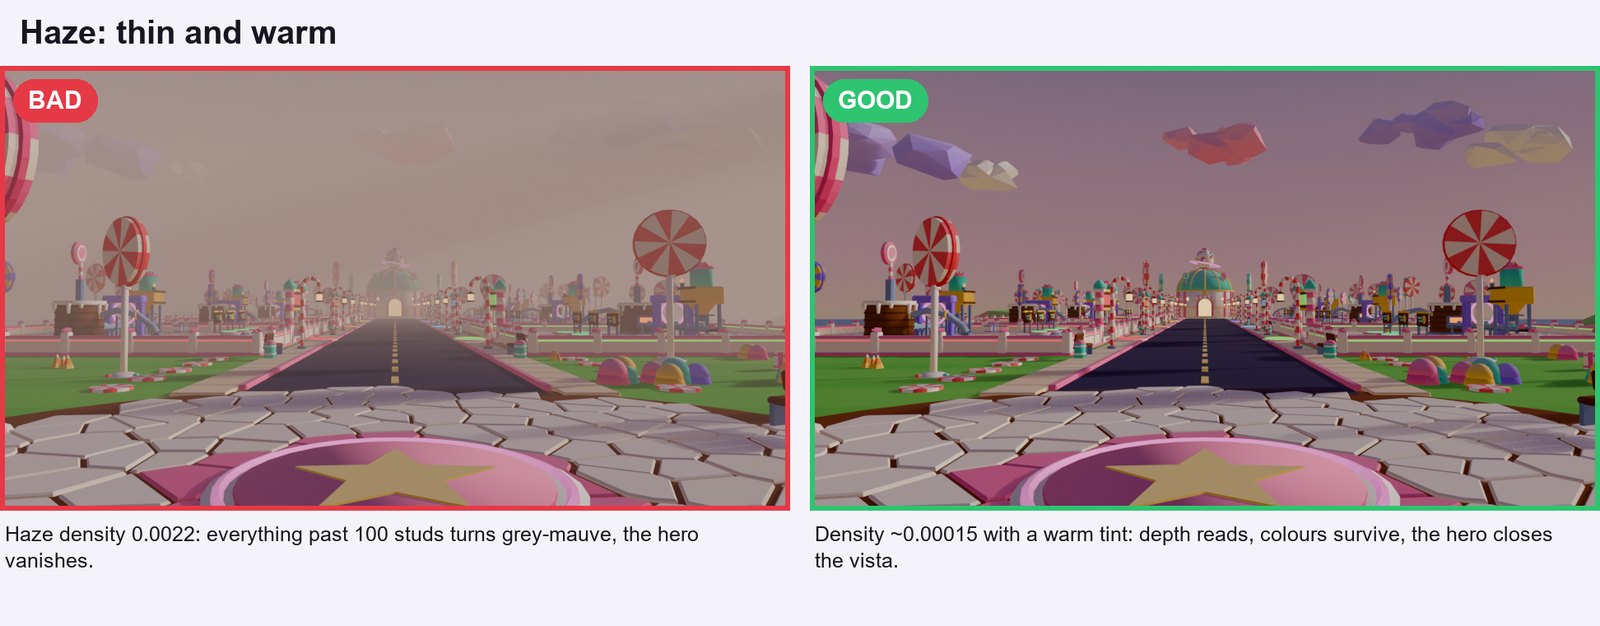 Haze: thin and warm
BAD
GOOD
Haze density 0.0022: everything past 100 studs turns grey-mauve, the hero
vanishes.
Density ~0.00015 with a warm tint: depth reads, colours survive, the hero closes
the vista.